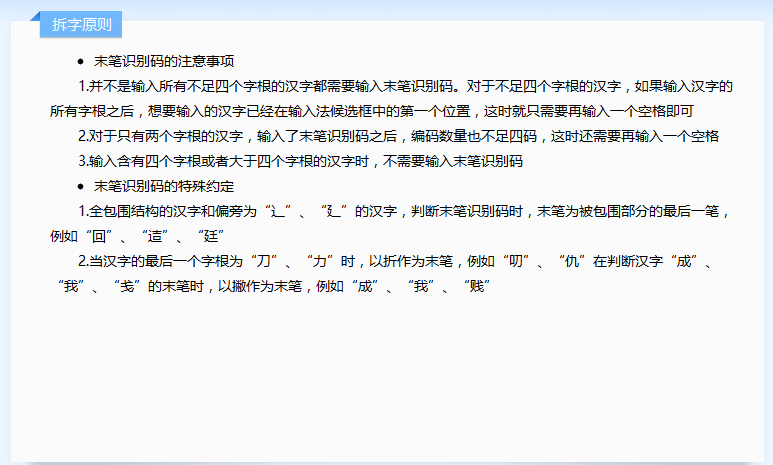 拆字原则
● 末笔识别码的注意事项
1.并不是输入所有不足四个字根的汉字都需要输入末笔识别码。对于不足四个字根的汉字，如果输入汉字的
所有字根之后，想要输入的汉字已经在输入法候选框中的第一个位置，这时就只需要再输入一个空格即可
2.对于只有两个字根的汉字，输入了末笔识别码之后，编码数量也不足四码，这时还需要再输入一个空格
3.输入含有四个字根或者大于四个字根的汉字时，不需要输入末笔识别码
● 末笔识别码的特殊约定
1.全包围结构的汉字和偏旁为“辶”、“廴”的汉字，判断末笔识别码时，末笔为被包围部分的最后一笔，
例如“回”、“逭”、“廷”
2.当汉字的最后一个字根为“刀”、“力”时，以折作为末笔，例如“叨”、“仇”在判断汉字“成”、
“我”、“戋”的末笔时，以撇作为末笔，例如“成”、“我”、“贱”